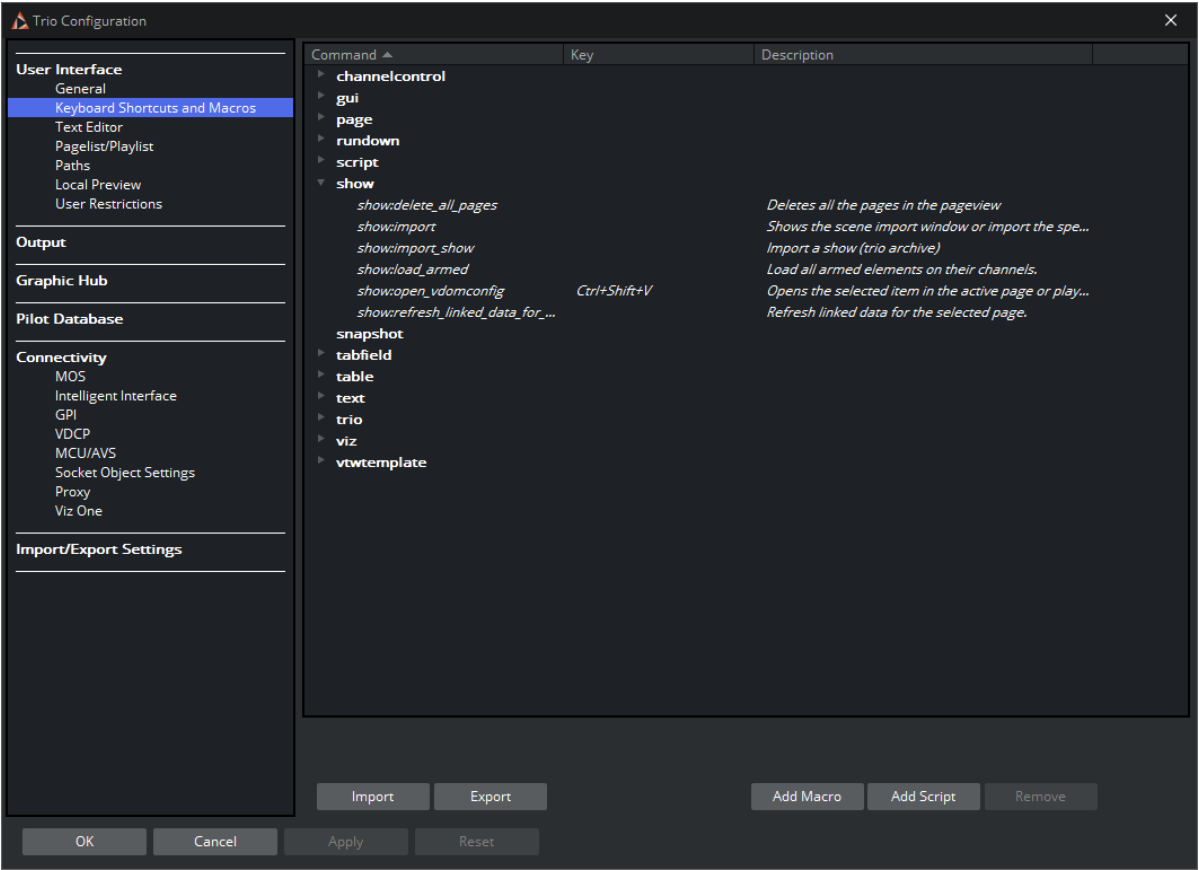 Trio Configuration
User Interface
General
Keyboard Shortcuts and Macros
Text Editor
Pagelist/Playlist
Paths
Local Preview
User Restrictions
Output
Graphic Hub
Pilot Database
Connectivity
MOS
Intelligent Interface
GPI
VDCP
MCU/AVS
Socket Object Settings
Proxy
Viz One
Import/Export Settings
Command Key Description
channelcontrol
gui
page
rundown
script
show
show:delete_all_pages Deletes all the pages in the pageview
show:import Shows the scene import window or import the spe...
show:import_show Import a show (trio archive)
show:load_armed Load all armed elements on their channels.
show:open_vdomconfig Ctrl+Shift+V Opens the selected item in the active page or play...
show:refresh_linked_data_for_... Refresh linked data for the selected page.
snapshot
tabfield
table
text
trio
viz
vtwtemplate
Import Export Add Macro Add Script Remove
OK Cancel Apply Reset